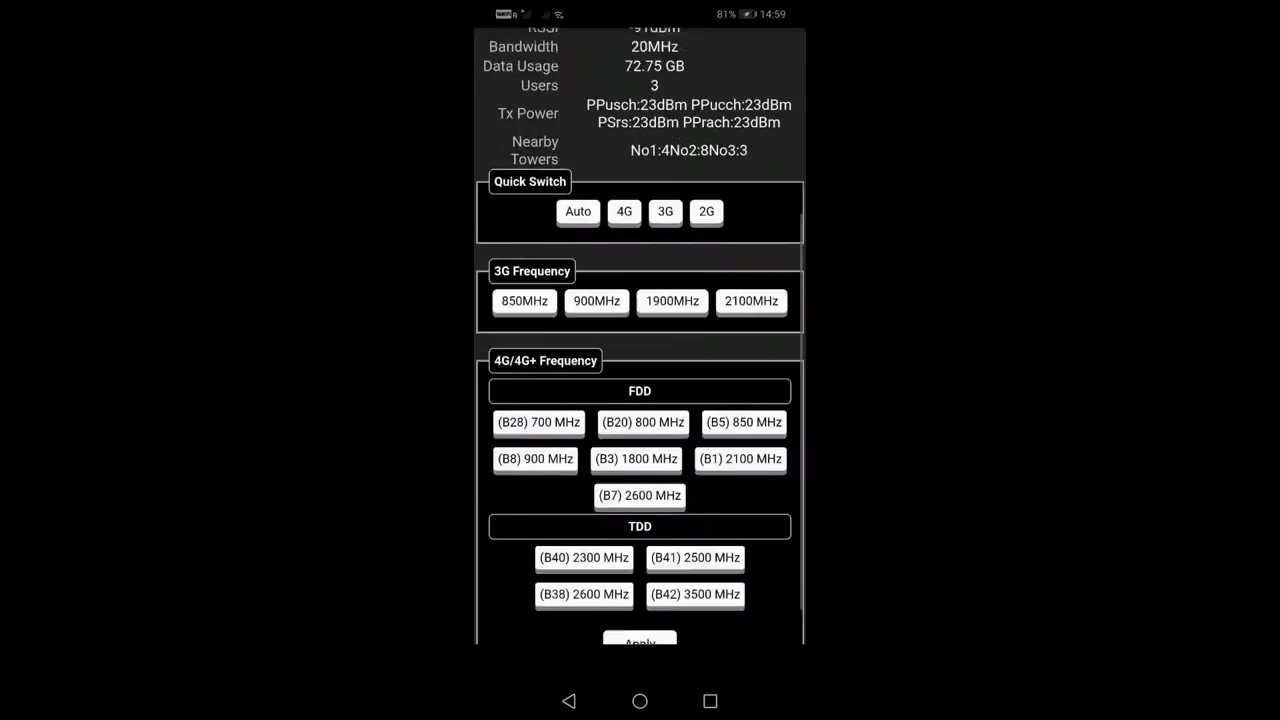 81% 14:59
RSSI -91dBm
Bandwidth 20MHz
Data Usage 72.75 GB
Users 3
Tx Power PPusch:23dBm PPucch:23dBm
PSrs:23dBm PPrach:23dBm
Nearby
Towers No1:4No2:8No3:3
Quick Switch
Auto 4G 3G 2G
3G Frequency
850MHz 900MHz 1900MHz 2100MHz
4G/4G+ Frequency
FDD
(B28) 700 MHz (B20) 800 MHz (B5) 850 MHz
(B8) 900 MHz (B3) 1800 MHz (B1) 2100 MHz
(B7) 2600 MHz
TDD
(B40) 2300 MHz (B41) 2500 MHz
(B38) 2600 MHz (B42) 3500 MHz
Apply